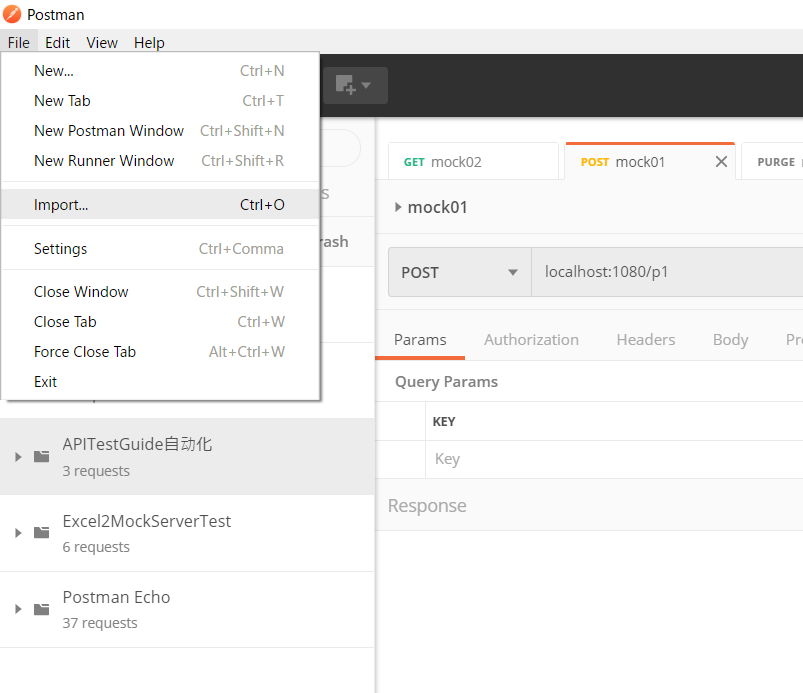 Postman
File Edit View Help
New... Ctrl+N
New Tab Ctrl+T
New Postman Window Ctrl+Shift+N
New Runner Window Ctrl+Shift+R
Import... Ctrl+O
Settings Ctrl+Comma
Close Window Ctrl+Shift+W
Close Tab Ctrl+W
Force Close Tab Alt+Ctrl+W
Exit
s
rash
APITestGuide自动化
3 requests
Excel2MockServerTest
6 requests
Postman Echo
37 requests
GET mock02
POST mock01
PURGE
mock01
POST localhost:1080/p1
Params Authorization Headers Body Pr
Query Params
KEY
Key
Response